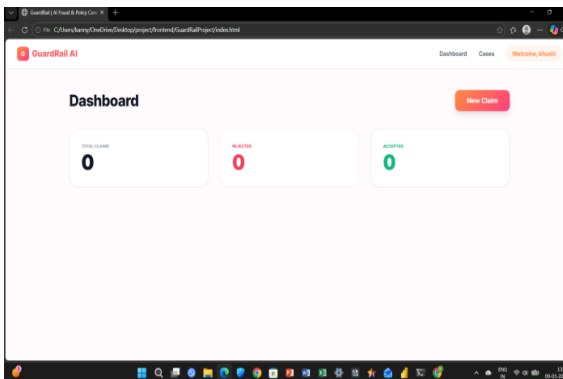 GuardRail | AI Fraud & Policy Con
File C:/Users/kanny/OneDrive/Desktop/project/frontend/GuardRailProject/index.html
GuardRail AI
Dashboard Cases Welcome, khushi
Dashboard
New Claim
TOTAL CLAIMS REJECTED ACCEPTED
0 0 0
ENG
IN